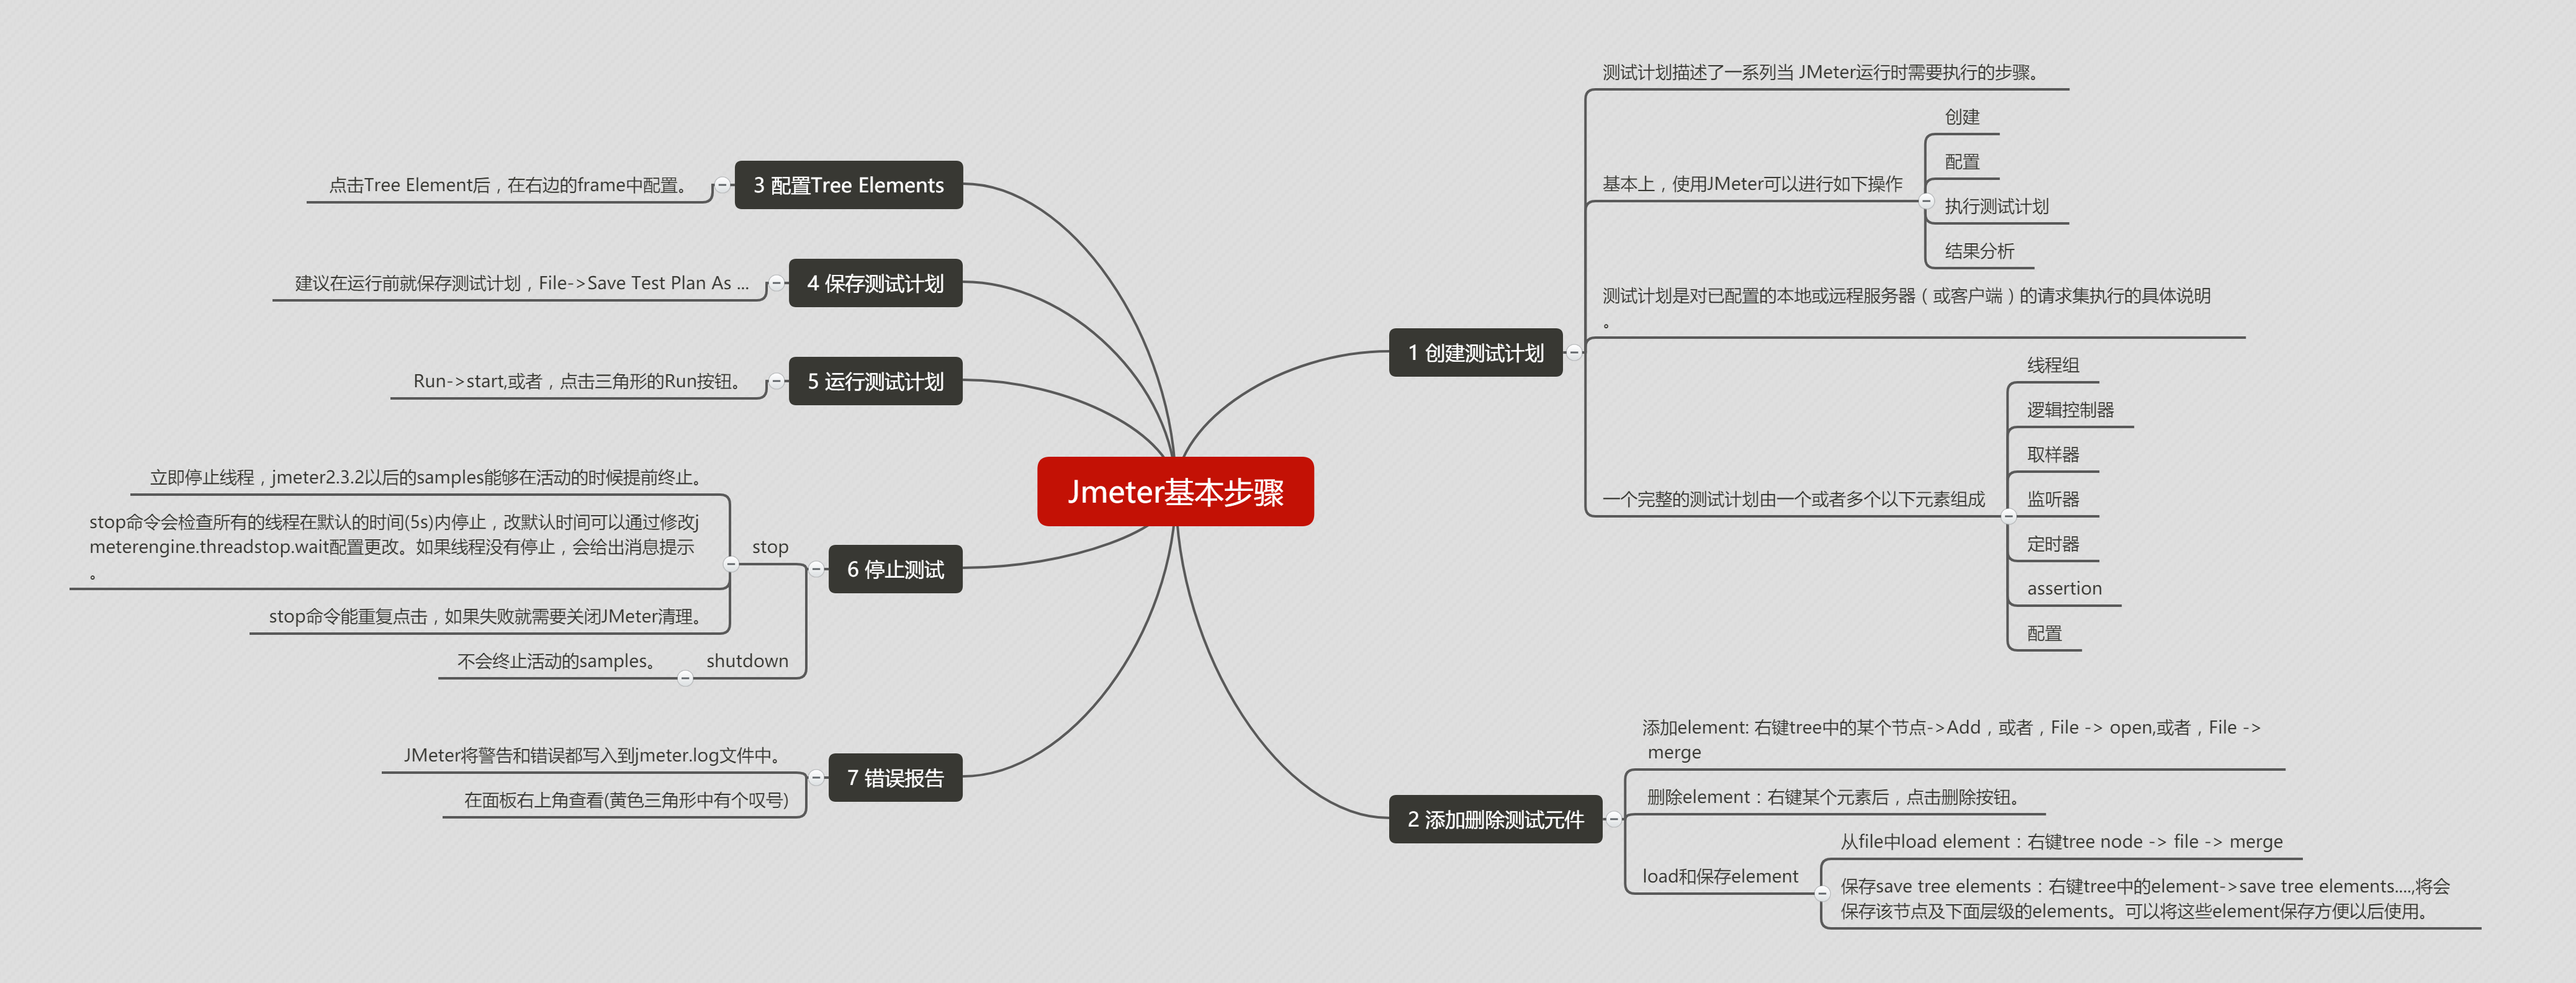 Jmeter基本步骤
1 创建测试计划
测试计划描述了一系列当 JMeter运行时需要执行的步骤。
基本上，使用JMeter可以进行如下操作
创建
配置
执行测试计划
结果分析
测试计划是对已配置的本地或远程服务器（或客户端）的请求集执行的具体说明
。
一个完整的测试计划由一个或者多个以下元素组成
线程组
逻辑控制器
取样器
监听器
定时器
assertion
配置
2 添加删除测试元件
添加element: 右键tree中的某个节点->Add，或者，File -> open,或者，File ->
merge
删除element：右键某个元素后，点击删除按钮。
load和保存element
从file中load element：右键tree node -> file -> merge
保存save tree elements：右键tree中的element->save tree elements....,将会
保存该节点及下面层级的elements。可以将这些element保存方便以后使用。
3 配置Tree Elements
点击Tree Element后，在右边的frame中配置。
4 保存测试计划
建议在运行前就保存测试计划，File->Save Test Plan As ...
5 运行测试计划
Run->start,或者，点击三角形的Run按钮。
6 停止测试
stop
立即停止线程，jmeter2.3.2以后的samples能够在活动的时候提前终止。
stop命令会检查所有的线程在默认的时间(5s)内停止，改默认时间可以通过修改j
meterengine.threadstop.wait配置更改。如果线程没有停止，会给出消息提示
。
stop命令能重复点击，如果失败就需要关闭JMeter清理。
shutdown
不会终止活动的samples。
7 错误报告
JMeter将警告和错误都写入到jmeter.log文件中。
在面板右上角查看(黄色三角形中有个叹号)